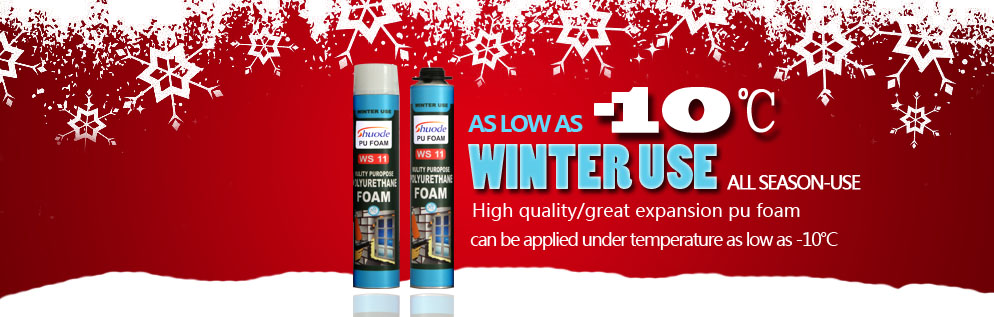 WINTER USE
Shuode
PU FOAM
WS 11
POLYURETHANE
FOAM
WINTER USE
Shuode
PU FOAM
WS 11
MULITY PUROPOSE
POLYURETHANE
FOAM
AS LOW AS -10℃
WINTER USE ALL SEASON-USE
High quality/great expansion pu foam
can be applied under temperature as low as -10°C